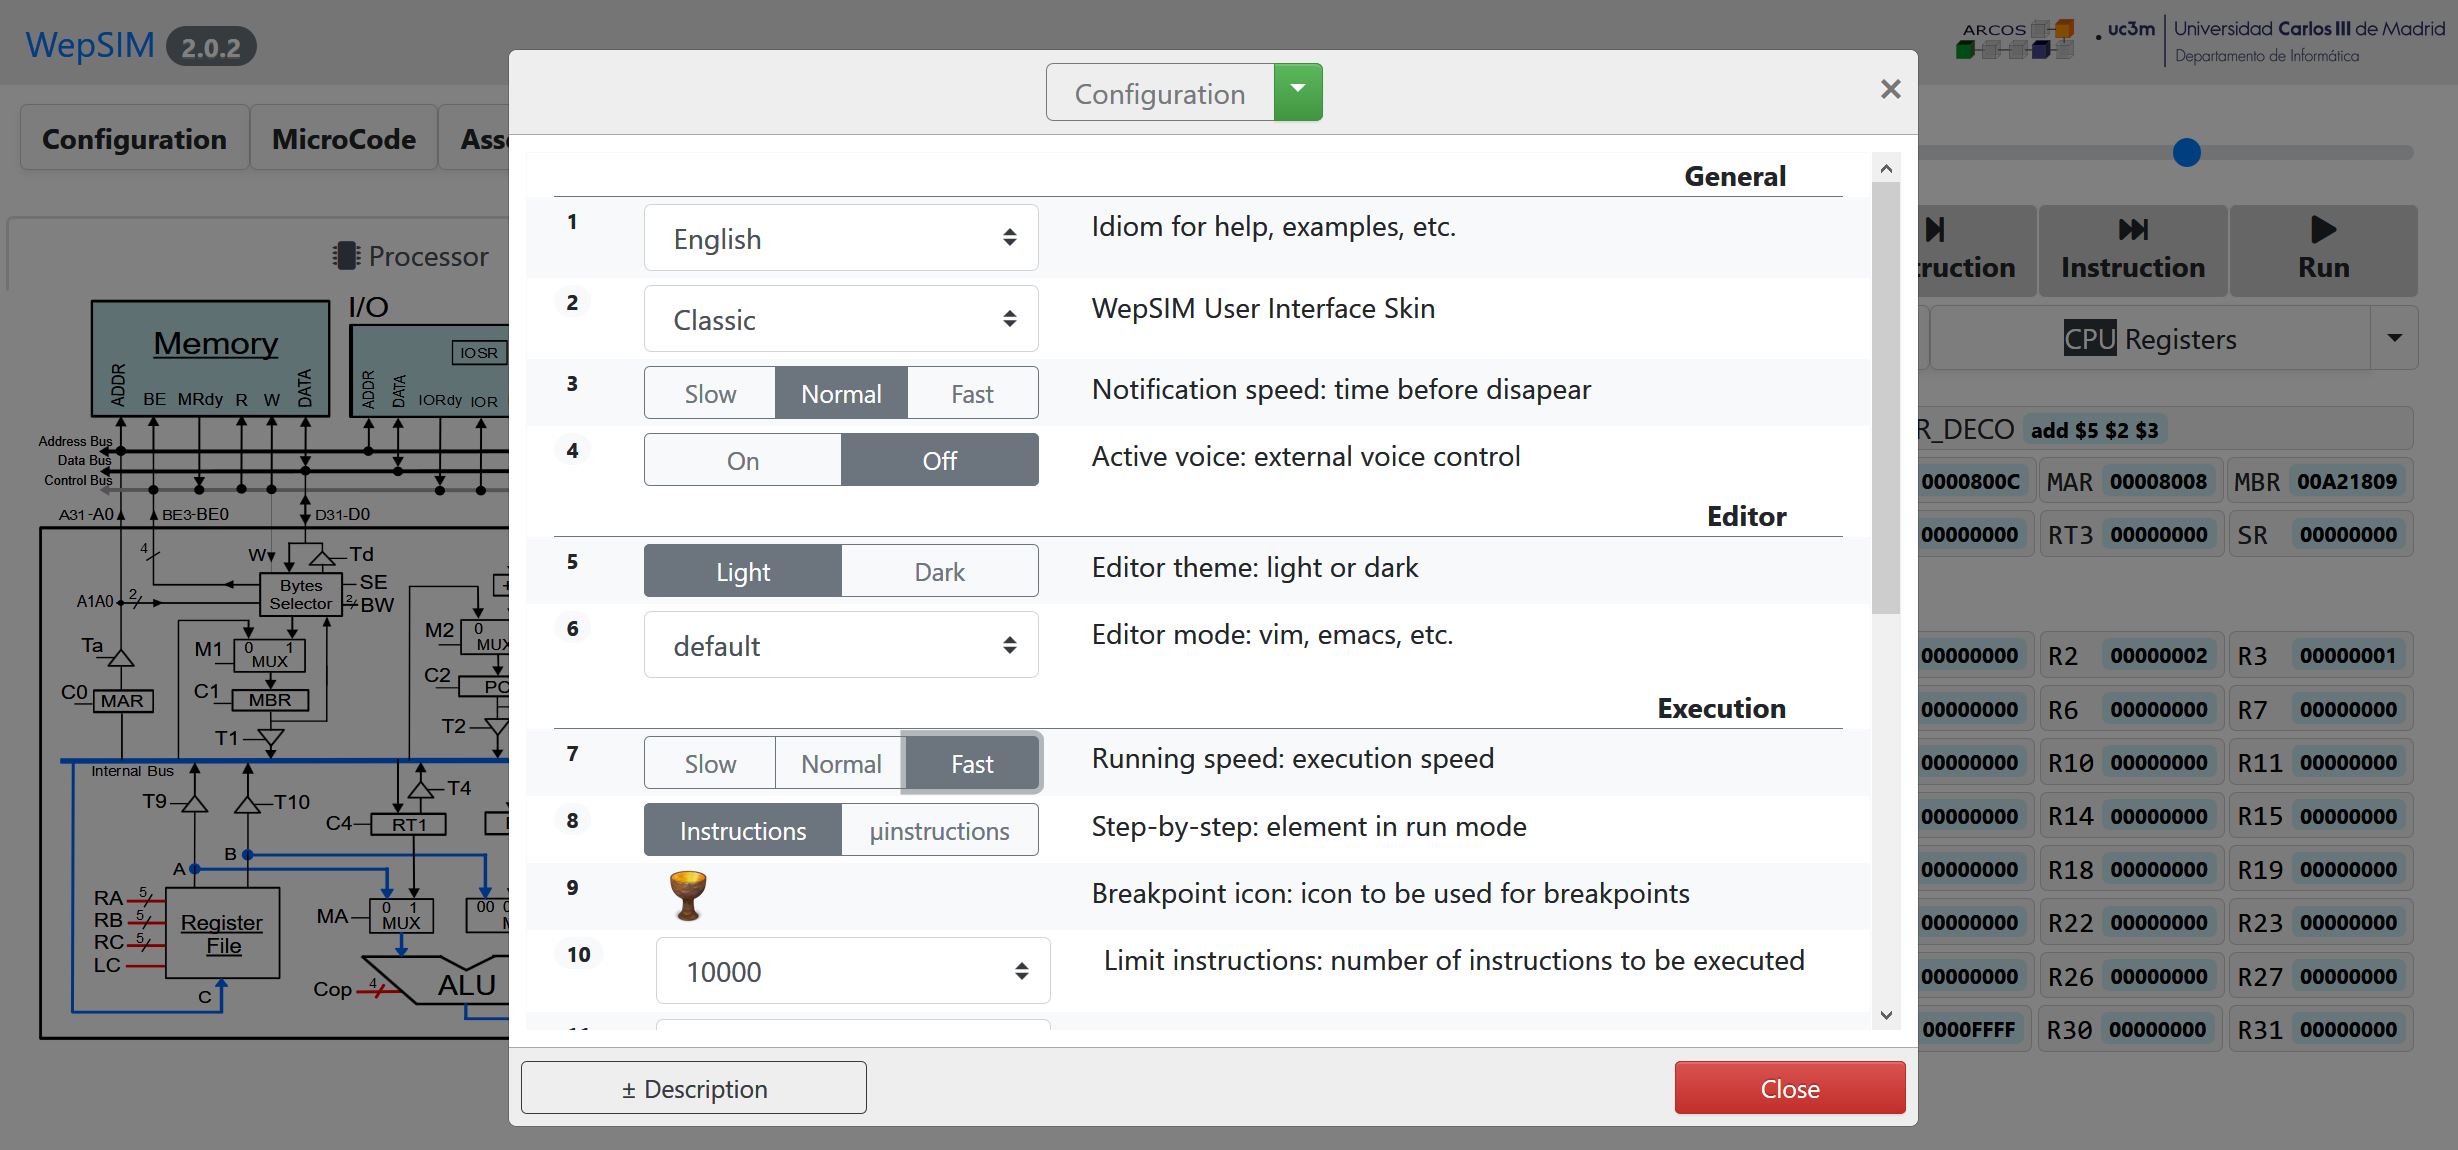 WepSIM 2.0.2
ARCOS
uc3m Universidad Carlos III de Madrid
Departamento de Informática
Configuration
MicroCode
Configuration
×
Processor
General
1 English Idiom for help, examples, etc.
2 Classic WepSIM User Interface Skin
3 Slow Normal Fast Notification speed: time before disapear
4 On Off Active voice: external voice control
Editor
5 Light Dark Editor theme: light or dark
6 default Editor mode: vim, emacs, etc.
Execution
7 Slow Normal Fast Running speed: execution speed
8 Instructions µinstructions Step-by-step: element in run mode
9 Breakpoint icon: icon to be used for breakpoints
10 10000 Limit instructions: number of instructions to be executed
± Description
Close
Memory
ADDR BE MRdy R W DATA
I/O
IOSR
ADDR DATA IORdy IOR
Address Bus
Data Bus
Control Bus
A31-A0 BE3-BE0 D31-D0
4 W Td
Bytes
Selector
SE
BW
2
A1A0 2
Ta
M1 0 1
MUX
M2 0
MUX
C0 MAR
C1 MBR
C2 PC
T1
T2
Internal Bus
T9 T10 T4
C4 RT1
A B
RA 5
RB 5
RC 5
LC
Register
File
C
MA 0 1
MUX
00
Cop 4
ALU
Instruction
Run
CPU Registers
R_DECO add $5 $2 $3
0000800C MAR 00008008 MBR 00A21809
00000000 RT3 00000000 SR 00000000
00000000 R2 00000002 R3 00000001
00000000 R6 00000000 R7 00000000
00000000 R10 00000000 R11 00000000
00000000 R14 00000000 R15 00000000
00000000 R18 00000000 R19 00000000
00000000 R22 00000000 R23 00000000
00000000 R26 00000000 R27 00000000
0000FFFF R30 00000000 R31 00000000